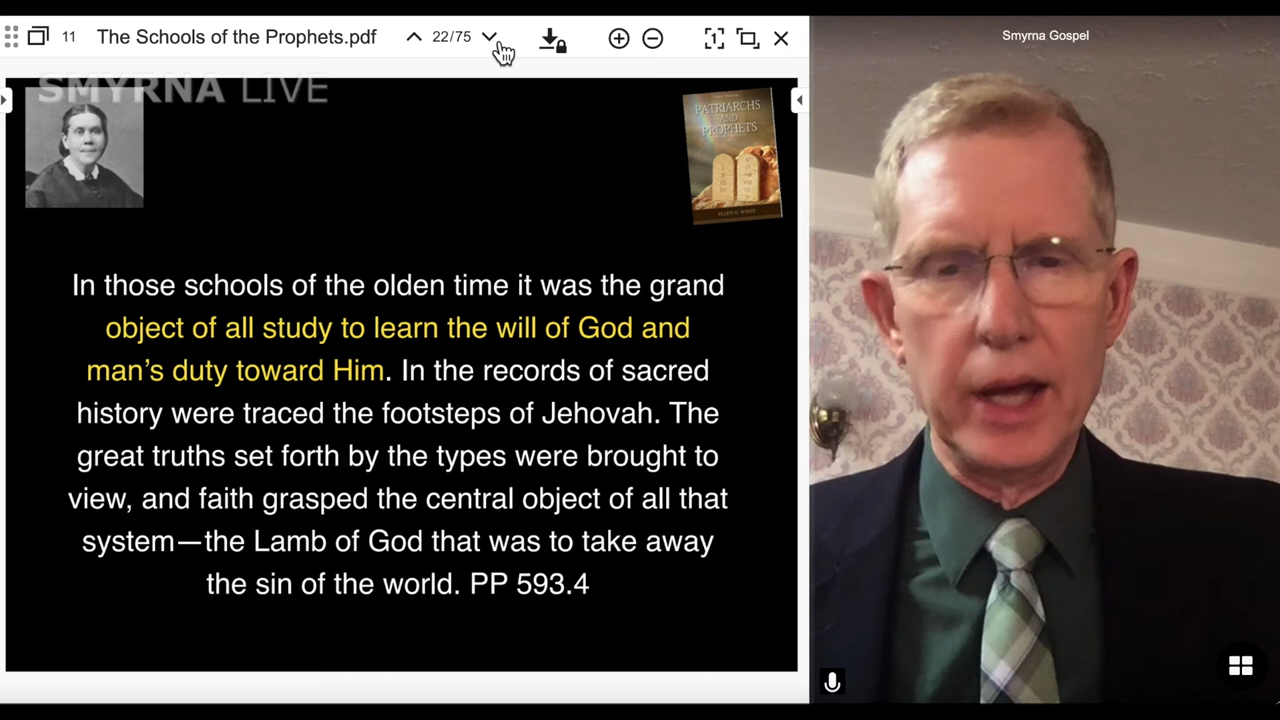 11 The Schools of the Prophets.pdf 22/75
Smyrna Gospel
SMYRNA LIVE
PATRIARCHS
AND
PROPHETS
ELLEN G. WHITE
In those schools of the olden time it was the grand
object of all study to learn the will of God and
man’s duty toward Him. In the records of sacred
history were traced the footsteps of Jehovah. The
great truths set forth by the types were brought to
view, and faith grasped the central object of all that
system—the Lamb of God that was to take away
the sin of the world. PP 593.4